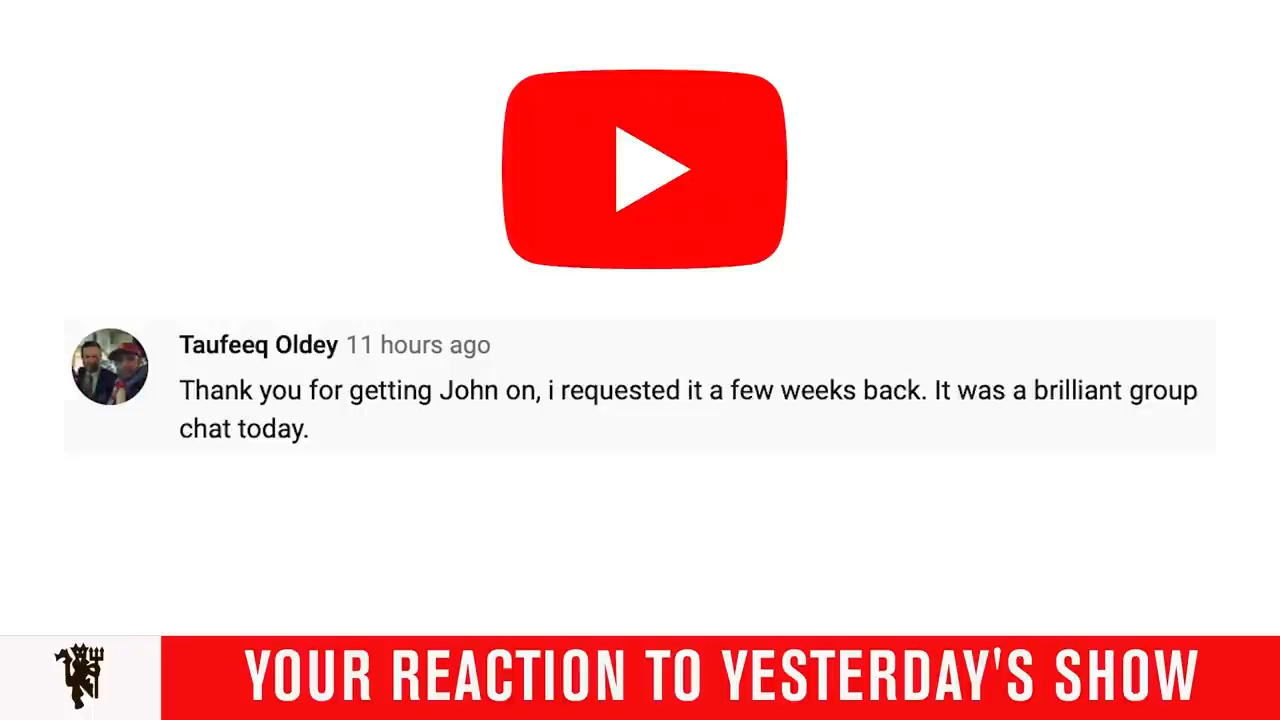 Taufeeq Oldey 11 hours ago
Thank you for getting John on, i requested it a few weeks back. It was a brilliant group
chat today.
YOUR REACTION TO YESTERDAY'S SHOW